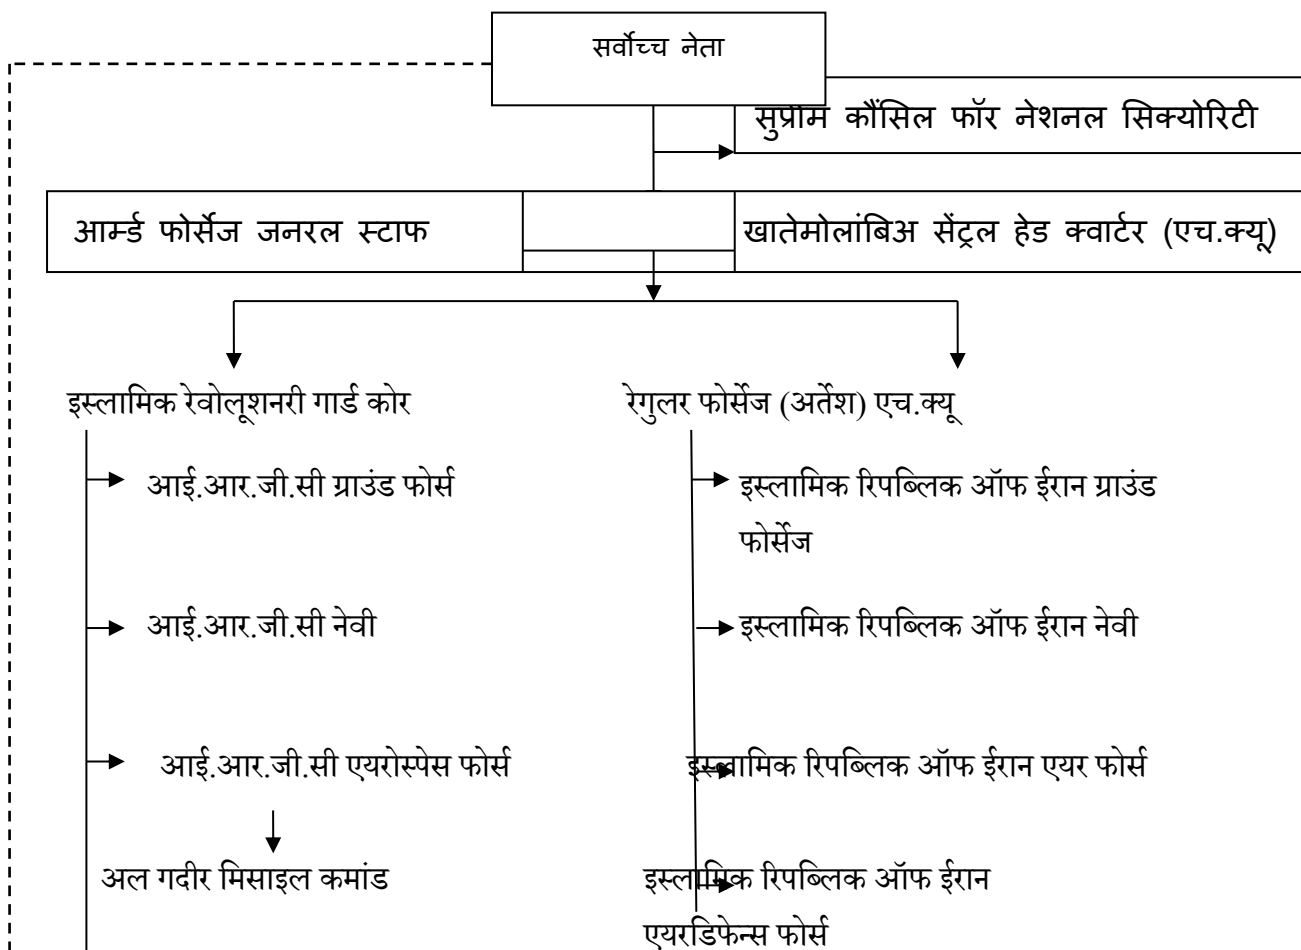 सर्वोच्च नेता
सुप्रीम कौंसिल फॉर नेशनल सिक्योरिटी
आर्म्ड फोर्सेज जनरल स्टाफ
खातेमोलांबिअ सेंट्रल हेड क्वार्टर (एच.क्यू)
इस्लामिक रेवोलूशनरी गार्ड कोर
रेगुलर फोर्सेज (अर्तेश) एच.क्यू
आई.आर.जी.सी ग्राउंड फोर्स
इस्लामिक रिपब्लिक ऑफ ईरान ग्राउंड
फोर्सेज
आई.आर.जी.सी नेवी
इस्लामिक रिपब्लिक ऑफ ईरान नेवी
आई.आर.जी.सी एयरोस्पेस फोर्स
इस्लामिक रिपब्लिक ऑफ ईरान एयर फोर्स
अल गदीर मिसाइल कमांड
इस्लामिक रिपब्लिक ऑफ ईरान
एयरडिफेन्स फोर्स